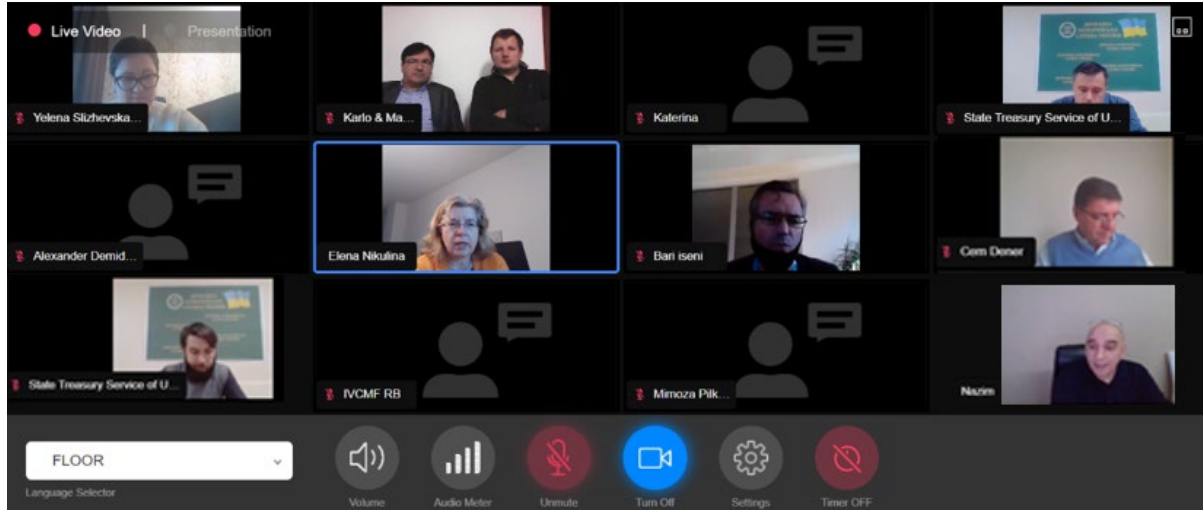 Live Video | Presentation
Yelena Slizhevska...
Karlo & Ma...
Katerina
State Treasury Service of U...
Alexander Demid...
Elena Nikulina
Bari iseni
Cem Dener
State Treasury Service of U...
IVCMF RB
Mimoza Pilk...
Nazim
FLOOR
Language Selector
Volume
Audio Meter
Unmute
Turn Off
Settings
Timer OFF